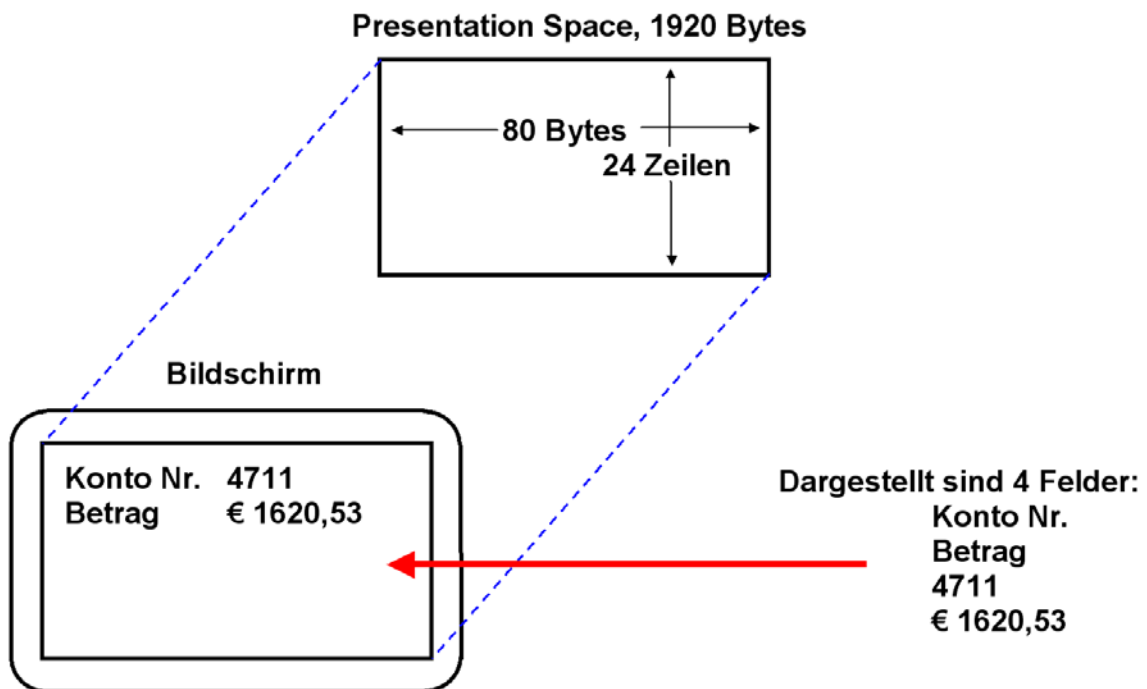 Presentation Space, 1920 Bytes
80 Bytes
24 Zeilen
Bildschirm
Konto Nr. 4711
Betrag € 1620,53
Dargestellt sind 4 Felder:
Konto Nr.
Betrag
4711
€ 1620,53